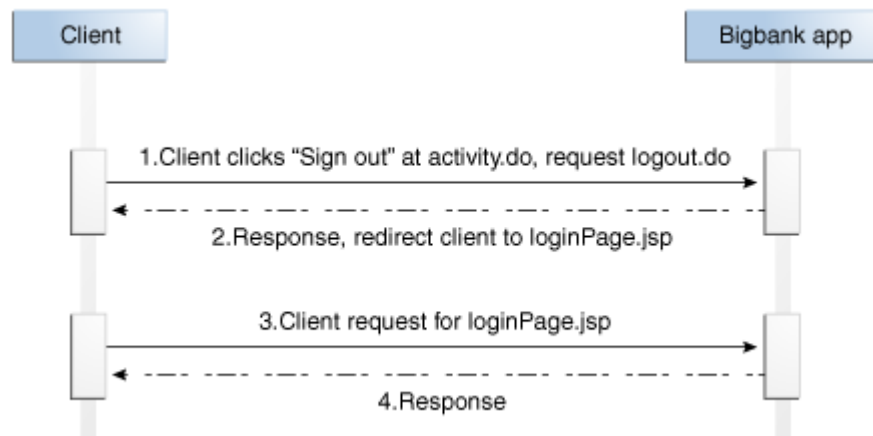 Client
Bigbank app
1.Client clicks “Sign out” at activity.do, request logout.do
2.Response, redirect client to loginPage.jsp
3.Client request for loginPage.jsp
4.Response